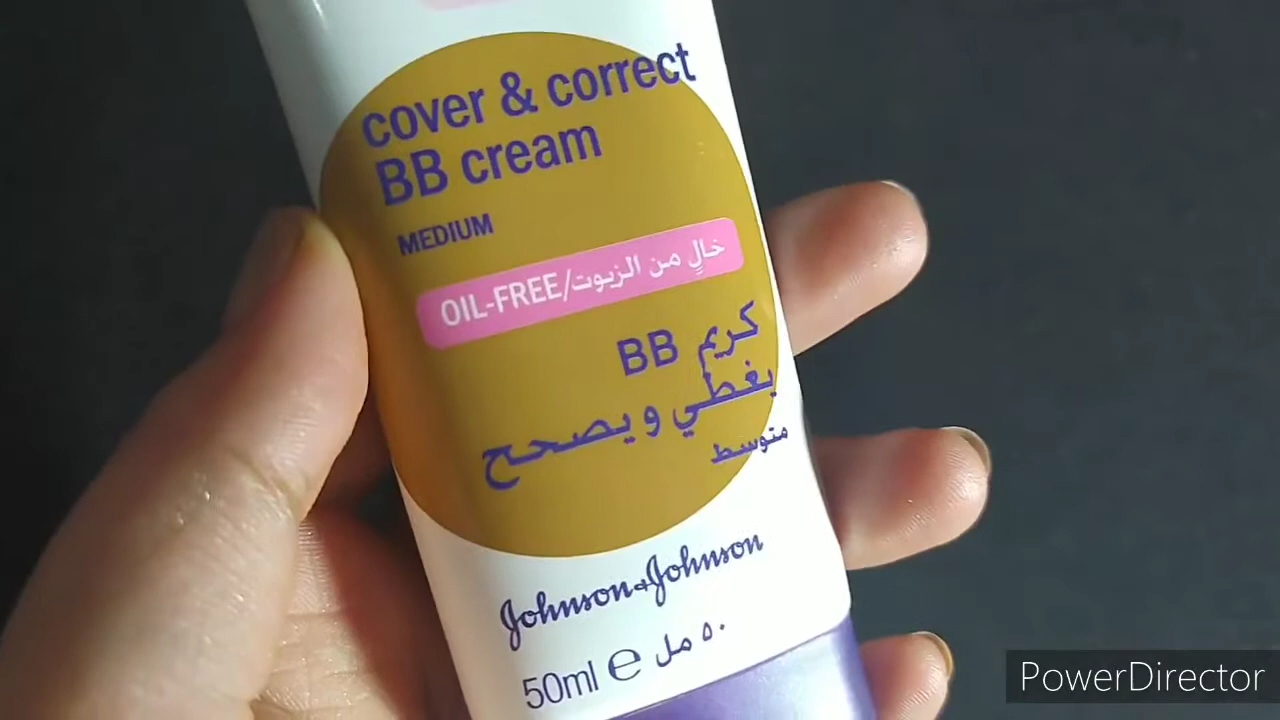 cover & correct
BB cream
MEDIUM
OIL-FREE/خالٍ من الزيوت
كريم BB
يغطي و يصحح
متوسط
Johnson+Johnson
50ml e ٥٠ مل
PowerDirector